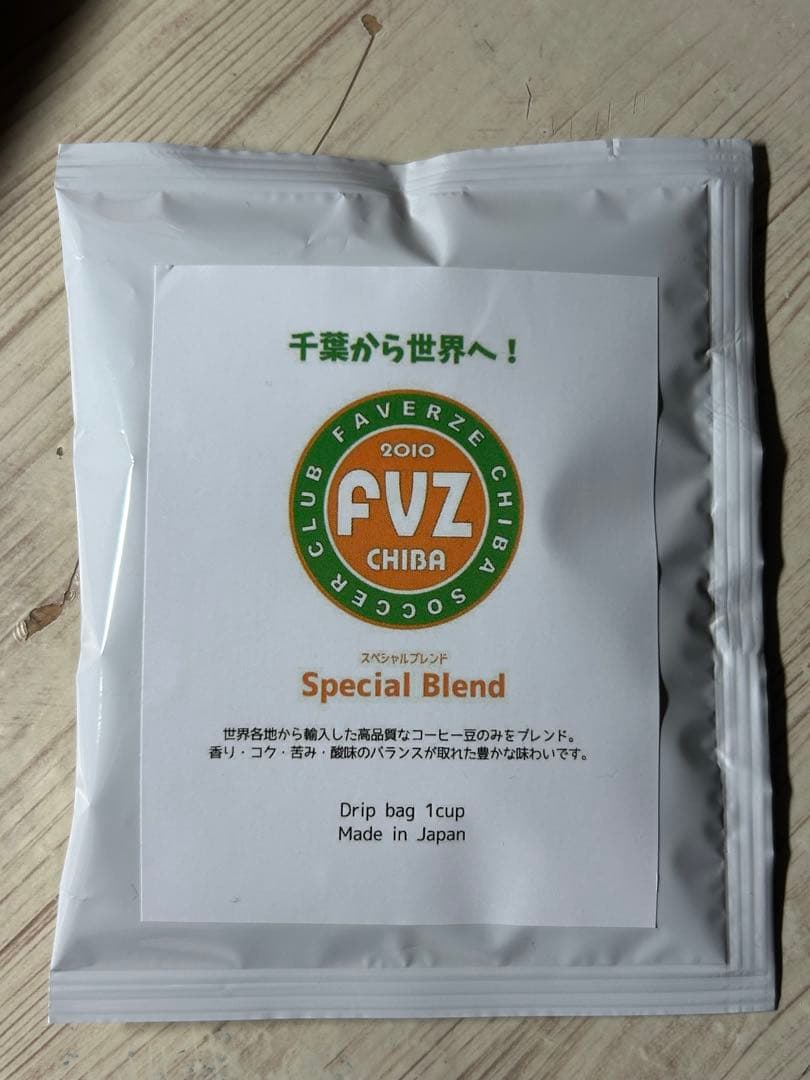 千葉から世界へ！
FAVERZE CHIBA SOCCER CLUB
2010
FVZ
CHIBA
スペシャルブレンド
Special Blend
世界各地から輸入した高品質なコーヒー豆のみをブレンド。
香り・コク・苦み・酸味のバランスが取れた豊かな味わいです。
Drip bag 1cup
Made in Japan